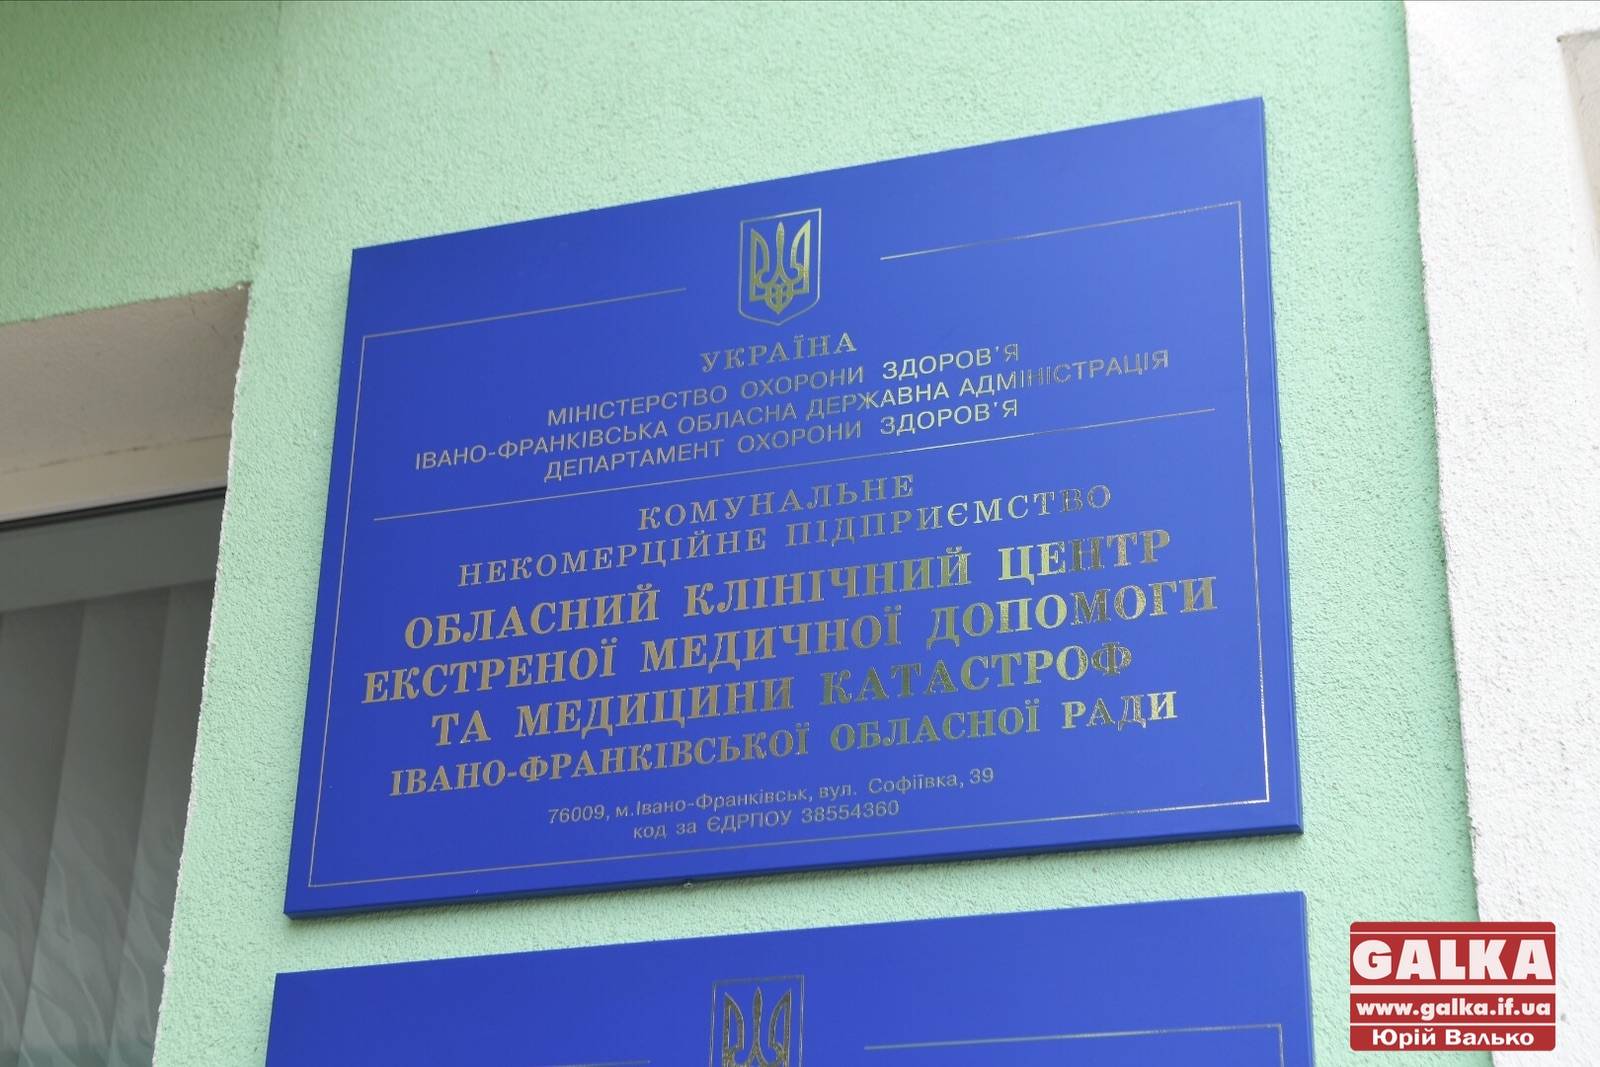 УКРАЇНА
МІНІСТЕРСТВО ОХОРОНИ ЗДОРОВ'Я
ІВАНО-ФРАНКІВСЬКА ОБЛАСНА ДЕРЖАВНА АДМІНІСТРАЦІЯ
ДЕПАРТАМЕНТ ОХОРОНИ ЗДОРОВ'Я
КОМУНАЛЬНЕ
НЕКОМЕРЦІЙНЕ ПІДПРИЄМСТВО
ОБЛАСНИЙ КЛІНІЧНИЙ ЦЕНТР
ЕКСТРЕНОЇ МЕДИЧНОЇ ДОПОМОГИ
ТА МЕДИЦИНИ КАТАСТРОФ
ІВАНО-ФРАНКІВСЬКОЇ ОБЛАСНОЇ РАДИ
76009, м.Івано-Франківськ, вул. Софіївка, 39
код за ЄДРПОУ 38554360
GALKA
www.galka.if.ua
Юрій Валько